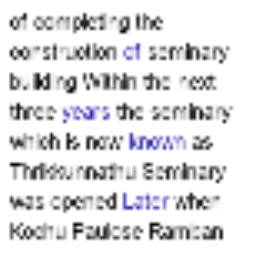 of completing the
construction of seminary
building Within the next
three years the seminary
which is now known as
Thrikkunnathu Seminary
was opened Later when
Kochu Paulose Ramban